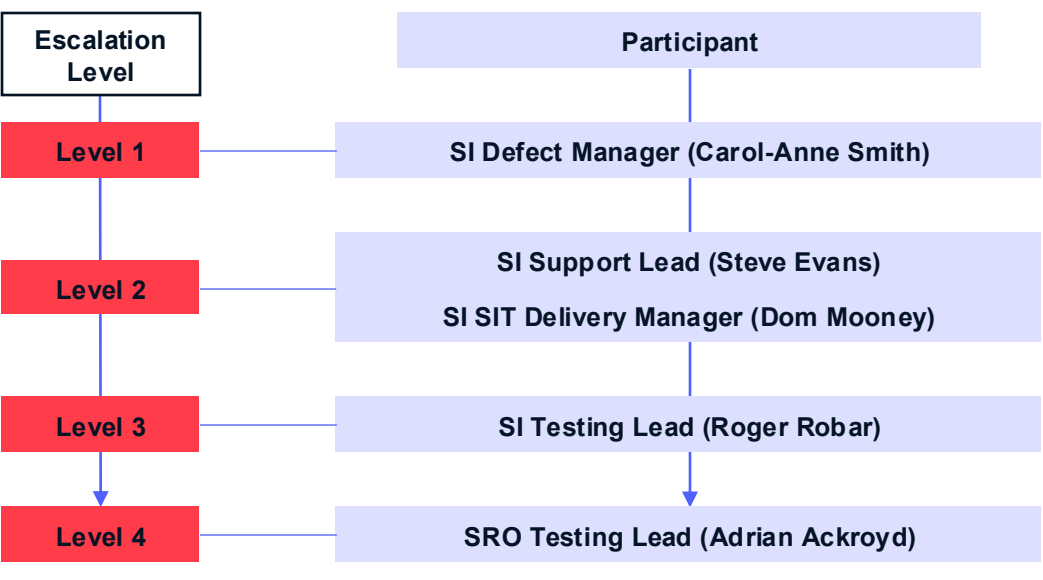 Escalation
Level
Participant
Level 1
SI Defect Manager (Carol-Anne Smith)
Level 2
SI Support Lead (Steve Evans)
SI SIT Delivery Manager (Dom Mooney)
Level 3
SI Testing Lead (Roger Robar)
Level 4
SRO Testing Lead (Adrian Ackroyd)